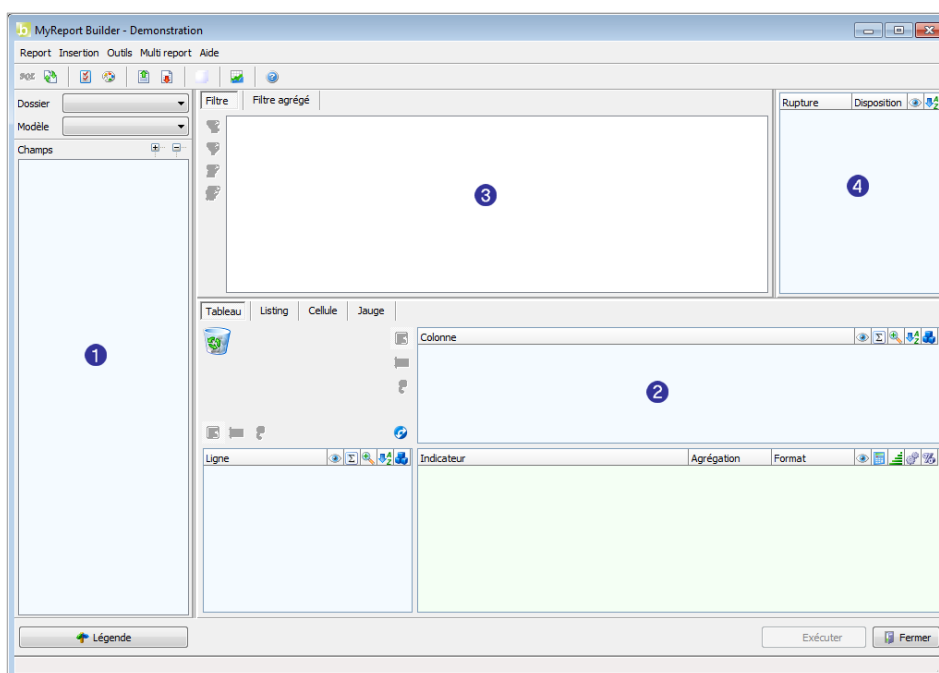 MyReport Builder - Demonstration
Report Insertion Outils Multi report Aide
SQL
Dossier
Modèle
Champs
Filtre Filtre agrégé
Rupture Disposition
1
3
4
Tableau Listing Cellule Jauge
Colonne
2
Ligne
Indicateur Agrégation Format
Légende
Exécuter Fermer